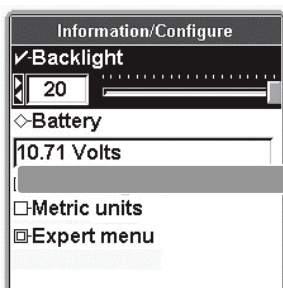 Information/Configure
Backlight
20
Battery
10.71 Volts
Metric units
Expert menu